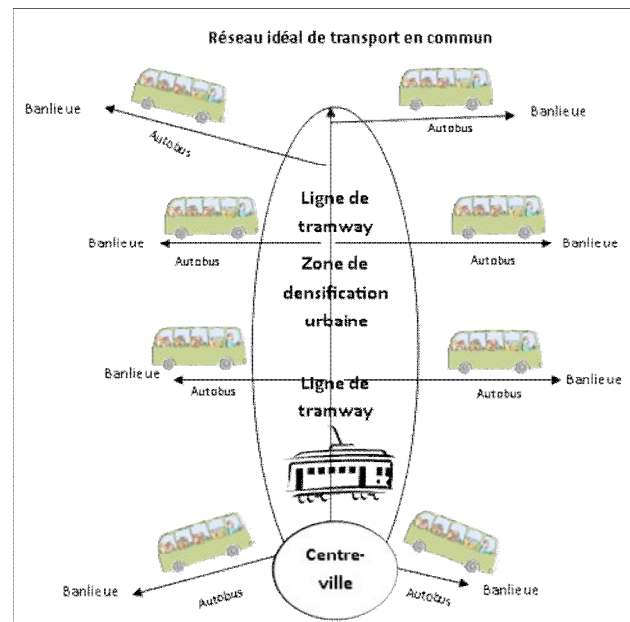 Réseau idéal de transport en commun
Banlieue
Autobus
Autobus
Banlieue
Ligne de
tramway
Banlieue
Autobus
Autobus
Banlieue
Zone de
densification
urbaine
Banlieue
Autobus
Ligne de
tramway
Autobus
Banlieue
Centre-
ville
Banlieue
Autobus
Autobus
Banlieue